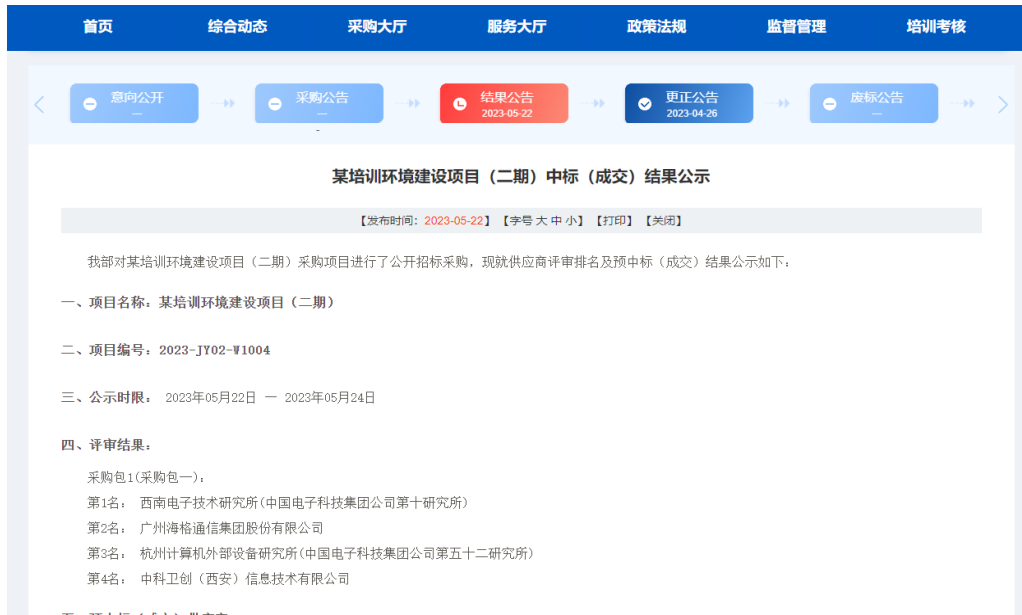 首页 综合动态 采购大厅 服务大厅 政策法规 监督管理 培训考核
意向公开 采购公告 结果公告 更正公告 废标公告
— — 2023-05-22 2023-04-26 —
某培训环境建设项目（二期）中标（成交）结果公示
【发布时间：2023-05-22】【字号 大 中 小】【打印】【关闭】
我部对某培训环境建设项目（二期）采购项目进行了公开招标采购，现就供应商评审排名及预中标（成交）结果公示如下：
一、项目名称：某培训环境建设项目（二期）
二、项目编号：2023-JY02-W1004
三、公示时限： 2023年05月22日 — 2023年05月24日
四、评审结果：
采购包1(采购包一)：
第1名： 西南电子技术研究所(中国电子科技集团公司第十研究所)
第2名： 广州海格通信集团股份有限公司
第3名： 杭州计算机外部设备研究所(中国电子科技集团公司第五十二研究所)
第4名： 中科卫创（西安）信息技术有限公司